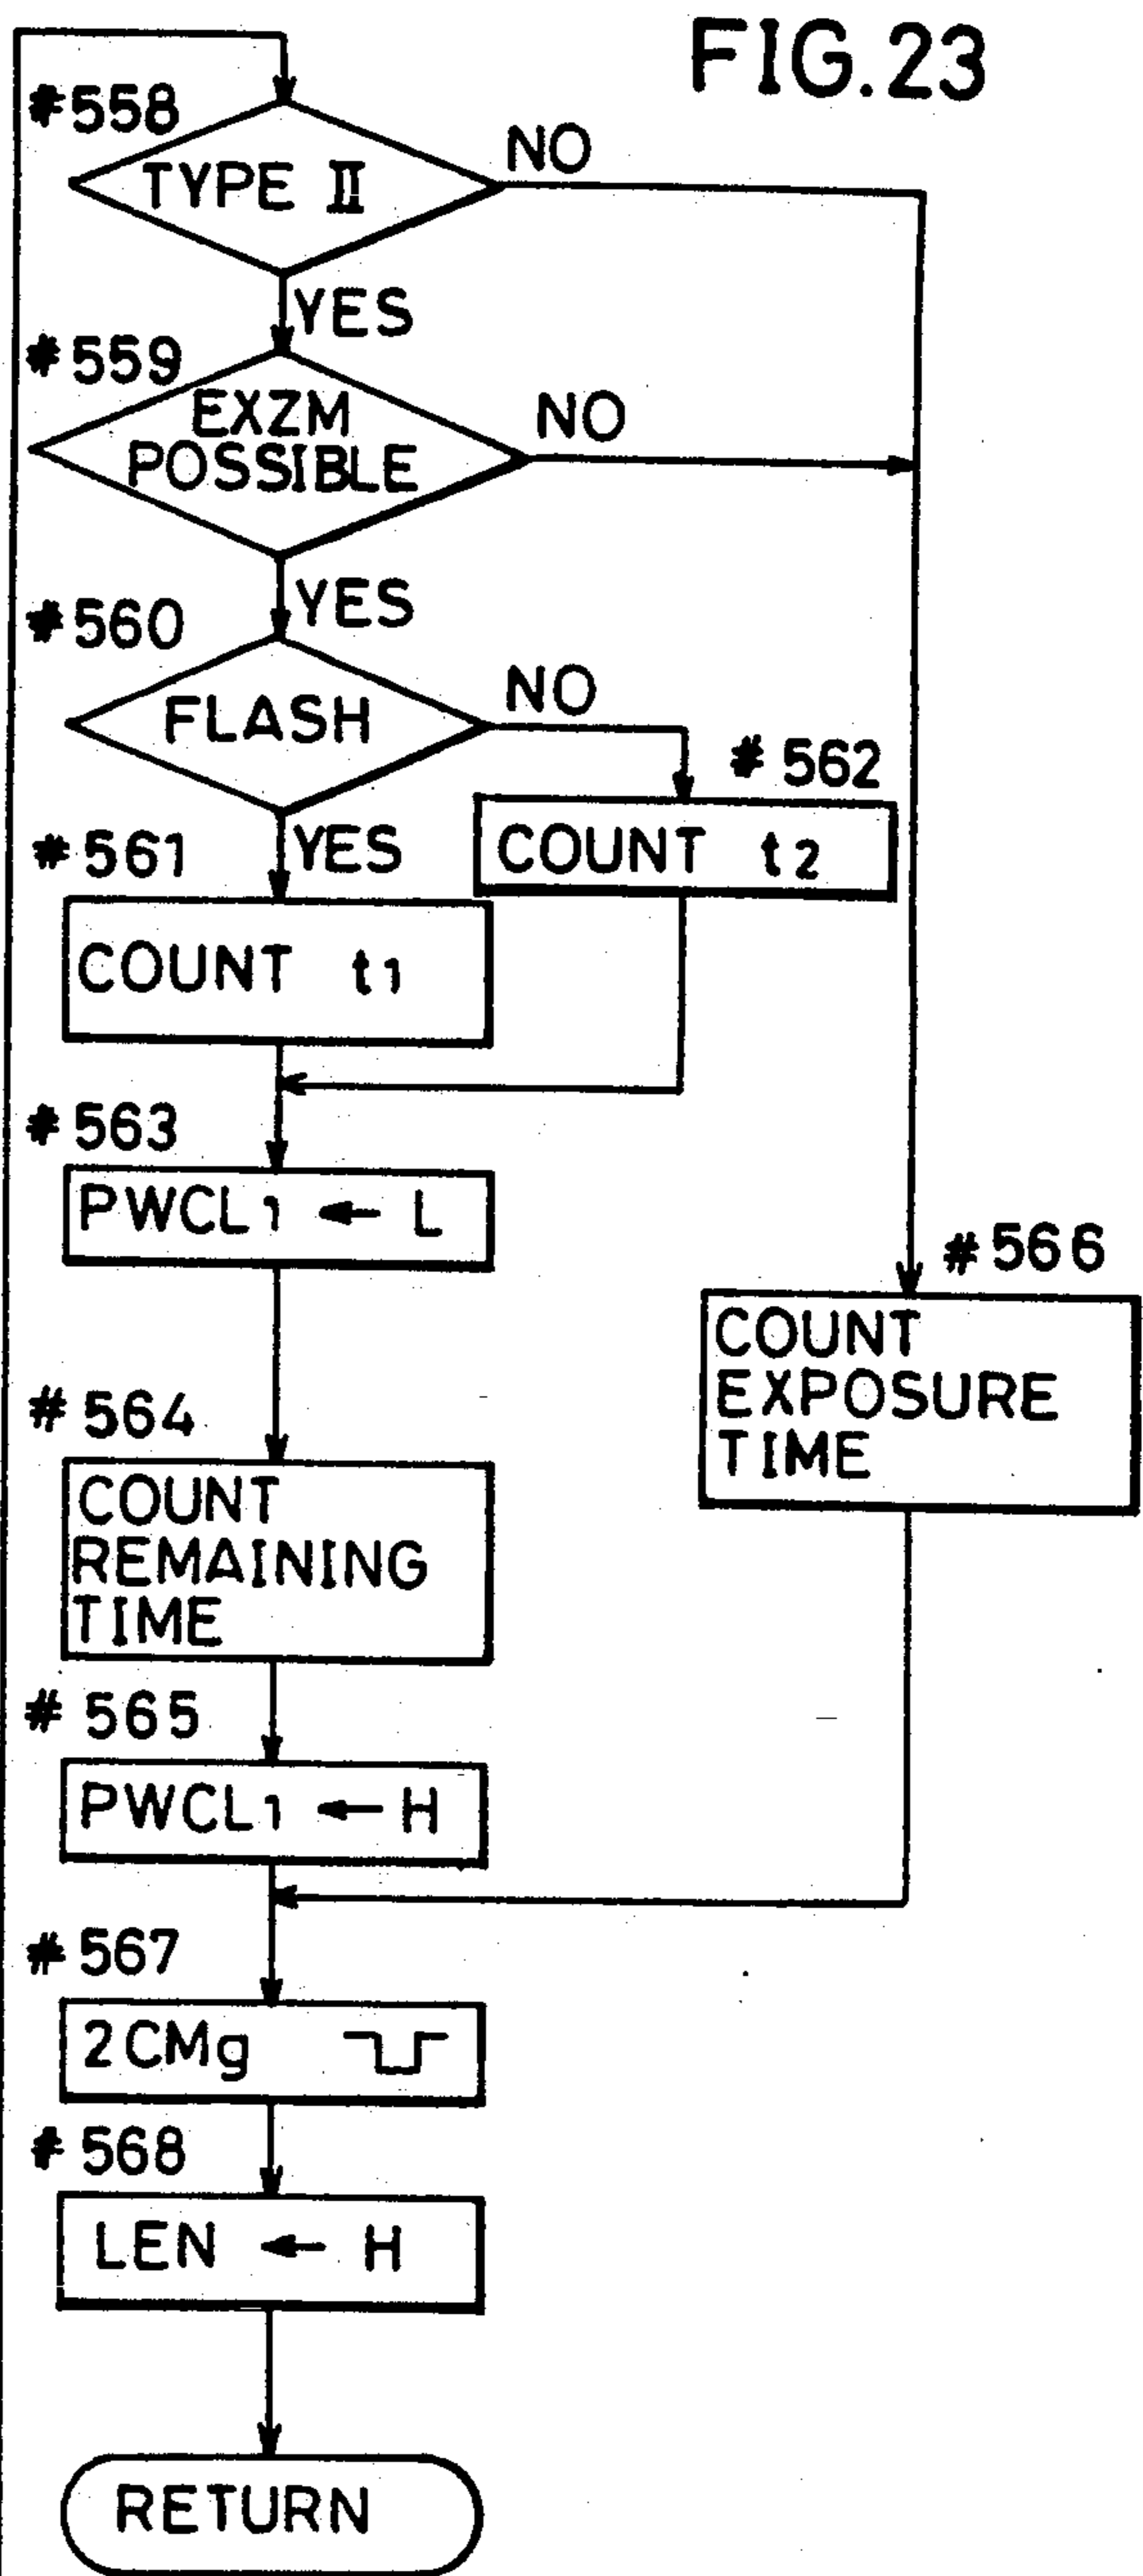 FIG.23
#558
TYPE II
NO
YES
#559
EXZM
POSSIBLE
NO
YES
#560
FLASH
NO
YES
#562
COUNT t2
#561
COUNT t1
#563
PWCL1 ← L
#566
COUNT
EXPOSURE
TIME
#564
COUNT
REMAINING
TIME
#565
PWCL1 ← H
#567
2CMg
#568
LEN ← H
RETURN